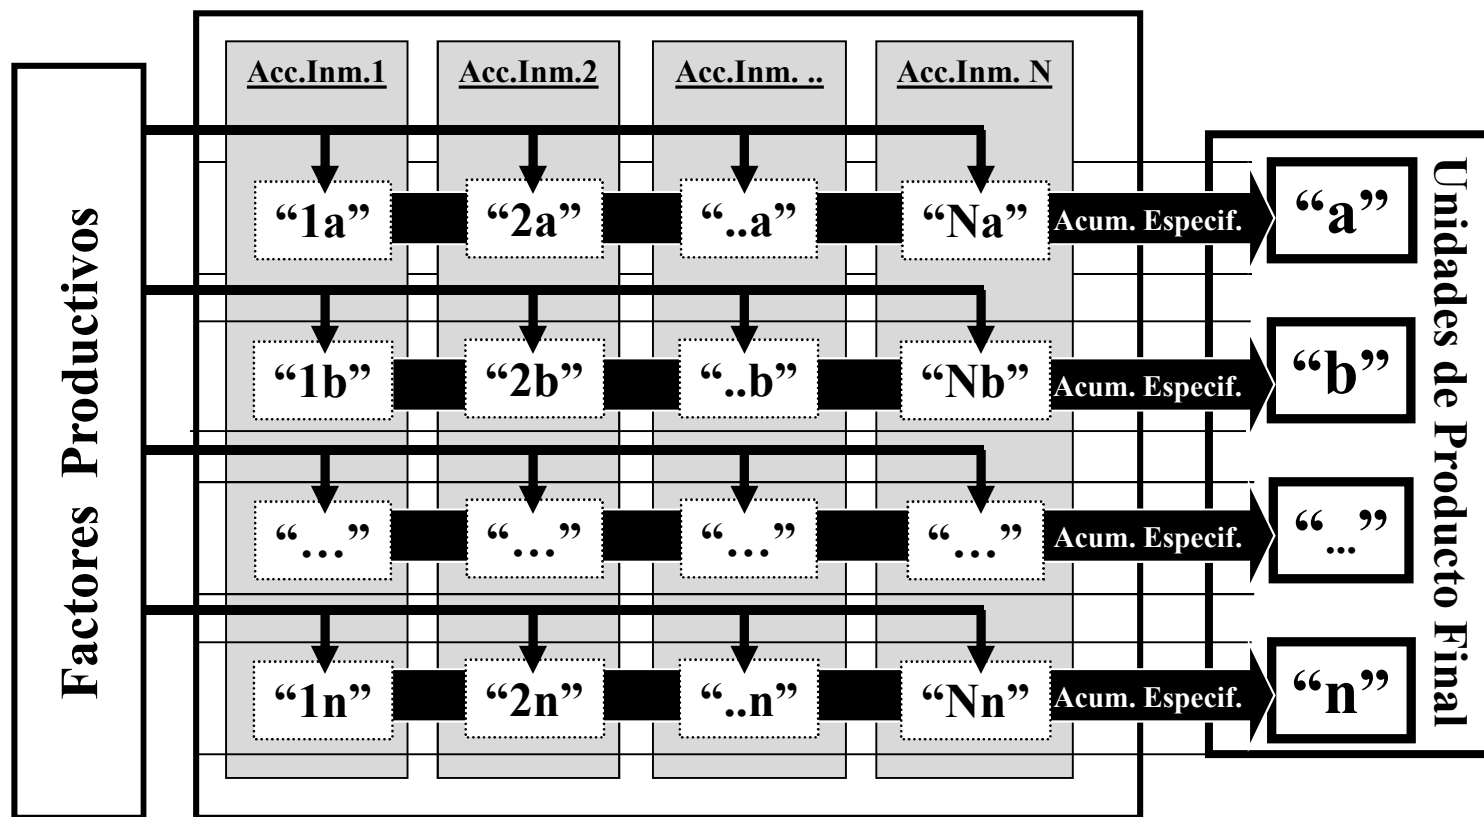 Factores Productivos
Acc.Inm.1
Acc.Inm.2
Acc.Inm. ..
Acc.Inm. N
“1a”
“2a”
“..a”
“Na”
Acum. Especif.
“a”
“1b”
“2b”
“..b”
“Nb”
Acum. Especif.
“b”
“...”
“...”
“...”
“...”
Acum. Especif.
“...”
“1n”
“2n”
“..n”
“Nn”
Acum. Especif.
“n”
Unidades de Producto Final